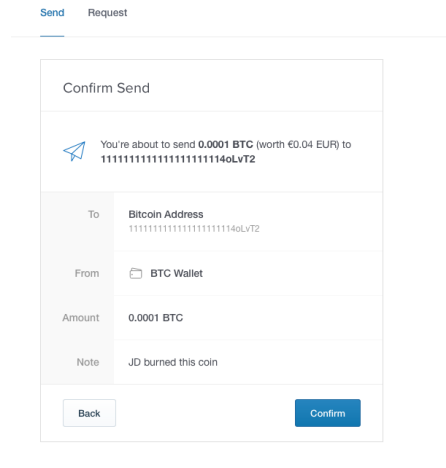 Send Request
Confirm Send
You're about to send 0.0001 BTC (worth €0.04 EUR) to
1111111111111111111114oLvT2
To Bitcoin Address
1111111111111111111114oLvT2
From BTC Wallet
Amount 0.0001 BTC
Note JD burned this coin
Back Confirm